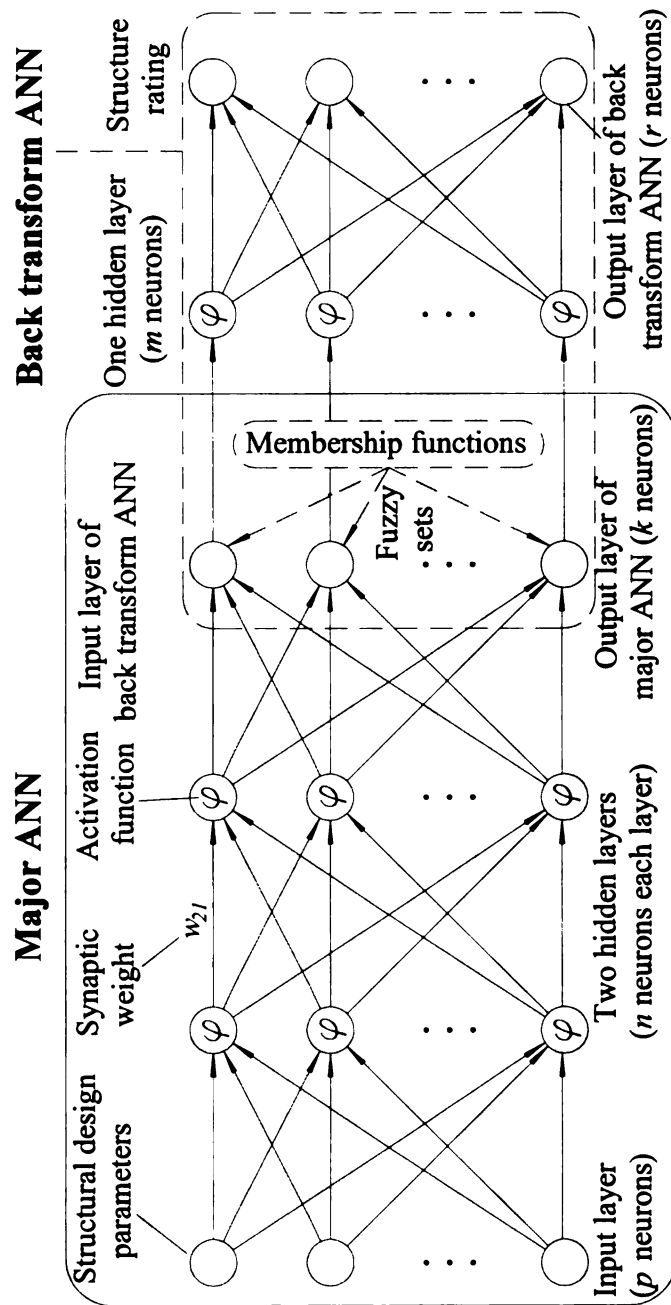 Major ANN
Back transform ANN
Structural design
parameters
Synaptic
weight
Activation
function
Input layer of
back transform ANN
One hidden layer
(m neurons)
Structure
rating
w21
φ
φ
φ
φ
φ
φ
φ
φ
φ
Membership functions
Fuzzy
sets
. . .
. . .
. . .
. . .
. . .
. . .
Input layer
(p neurons)
Two hidden layers
(n neurons each layer)
Output layer of
major ANN (k neurons)
Output layer of back
transform ANN (r neurons)